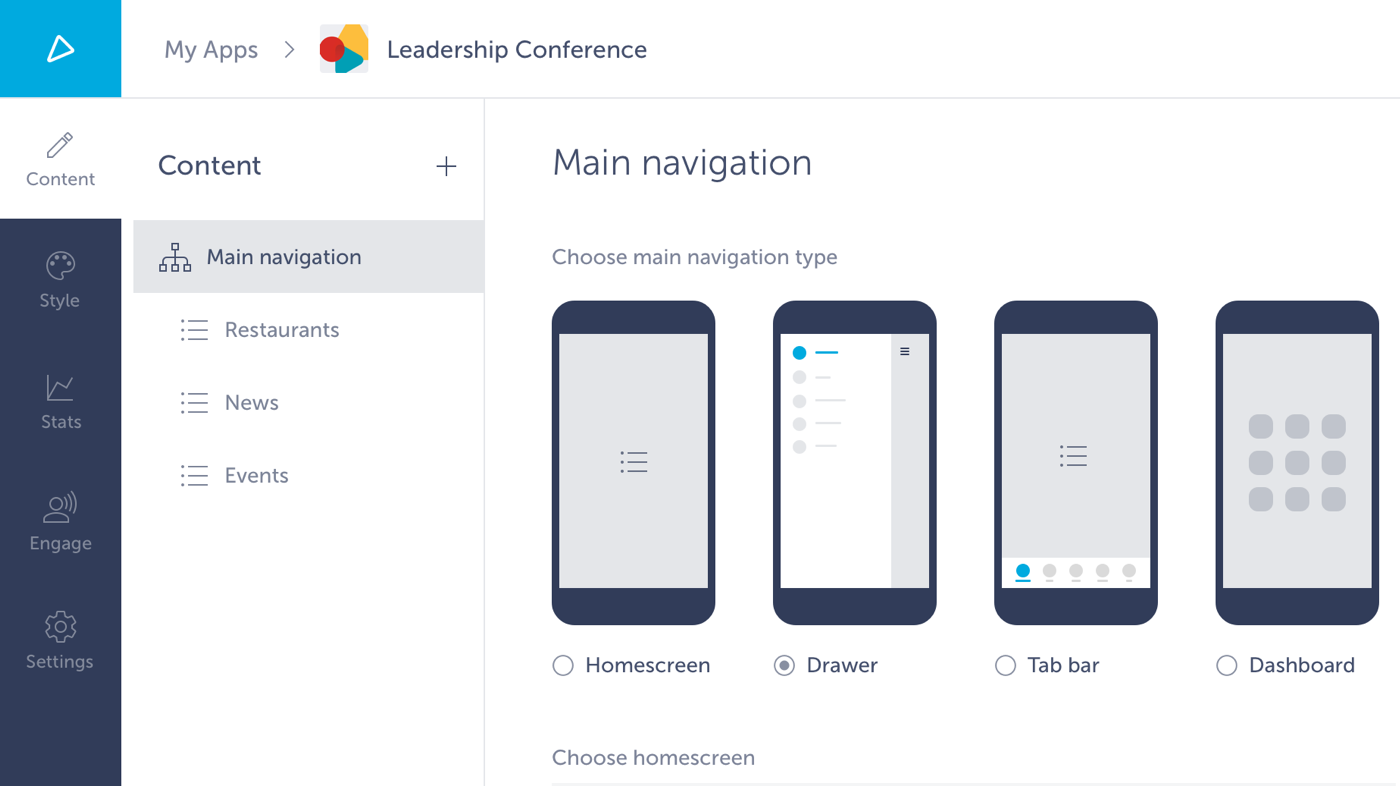 My Apps
Leadership Conference
Content
Style
Stats
Engage
Settings
Content
Main navigation
Restaurants
News
Events
Main navigation
Choose main navigation type
Homescreen
Drawer
Tab bar
Dashboard
Choose homescreen